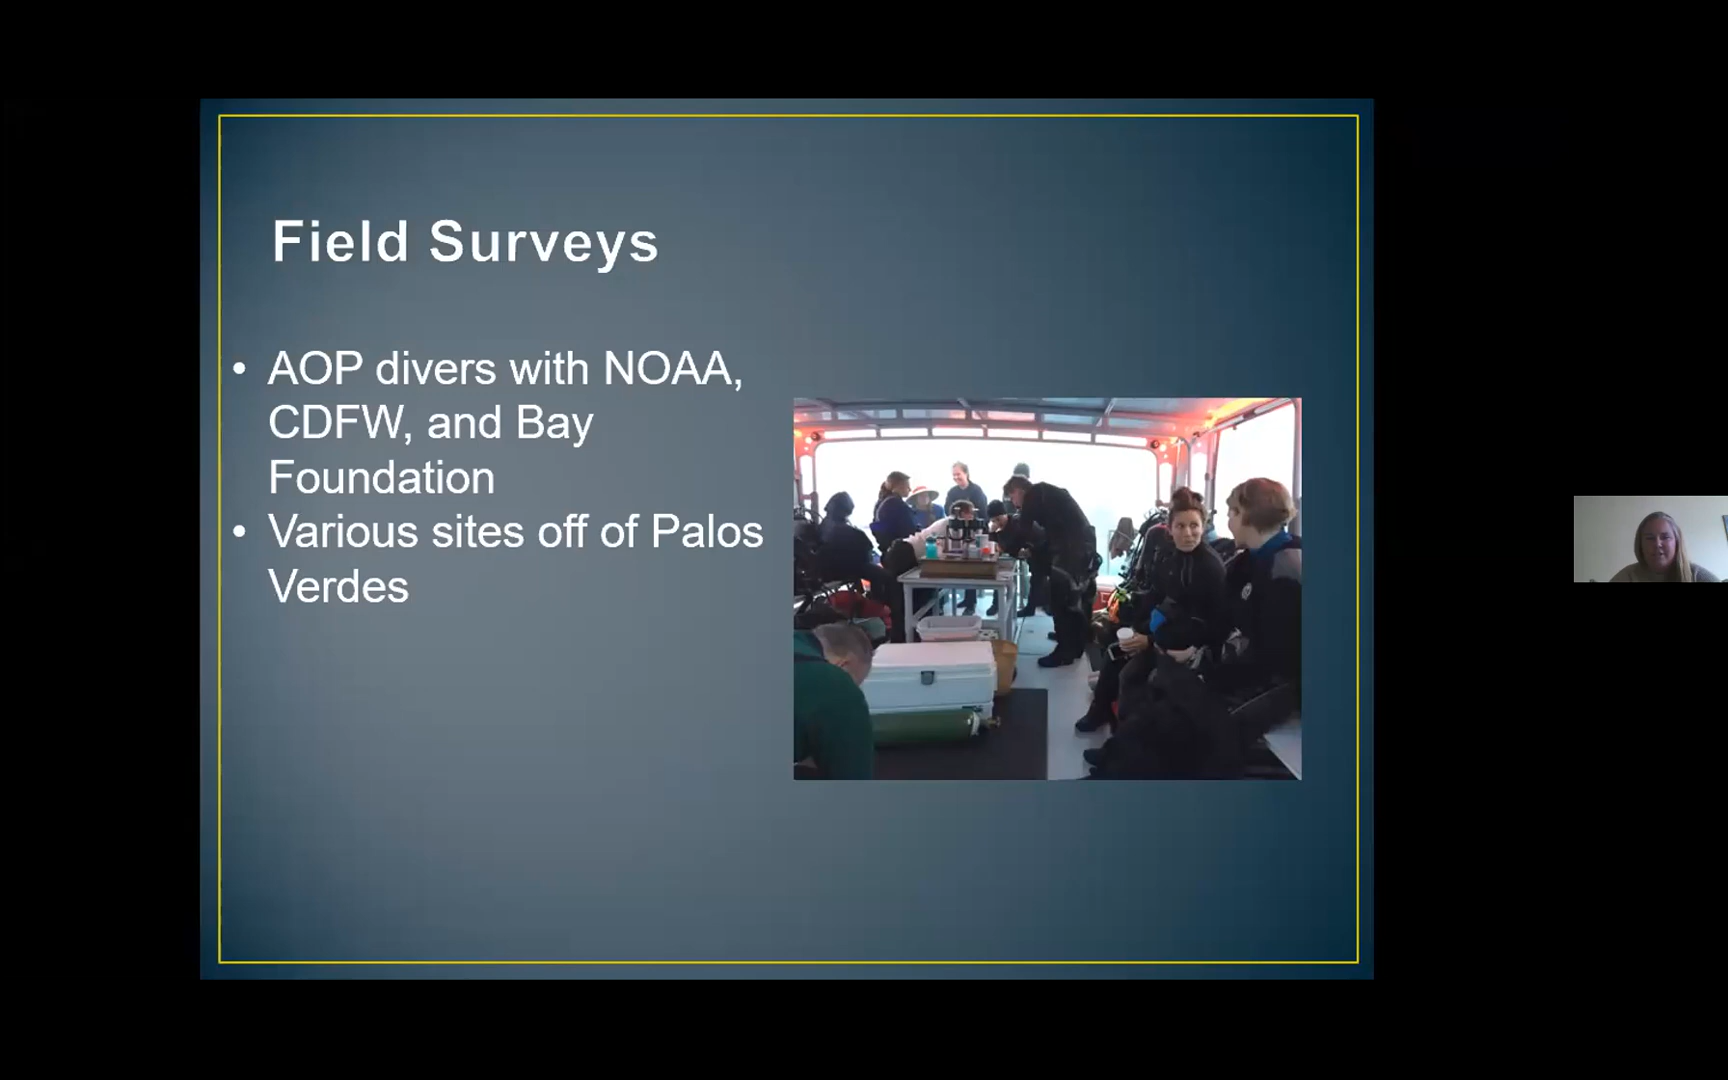 Field Surveys
• AOP divers with NOAA,
CDFW, and Bay
Foundation
• Various sites off of Palos
Verdes